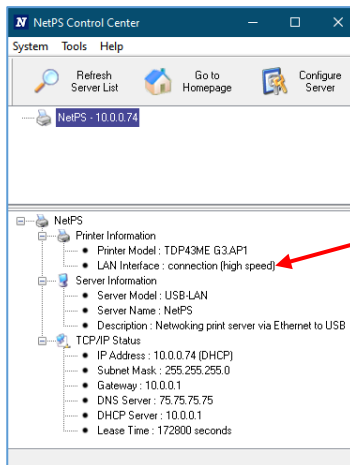 NetPS Control Center
System Tools Help
Refresh Server List
Go to Homepage
Configure Server
NetPS - 10.0.0.74
NetPS
Printer Information
Printer Model : TDP43ME G3.AP1
LAN Interface : connection (high speed)
Server Information
Server Model : USB-LAN
Server Name : NetPS
Description : Netwoking print server via Ethernet to USB
TCP/IP Status
IP Address : 10.0.0.74 (DHCP)
Subnet Mask : 255.255.255.0
Gateway : 10.0.0.1
DNS Server : 75.75.75.75
DHCP Server : 10.0.0.1
Lease Time : 172800 seconds